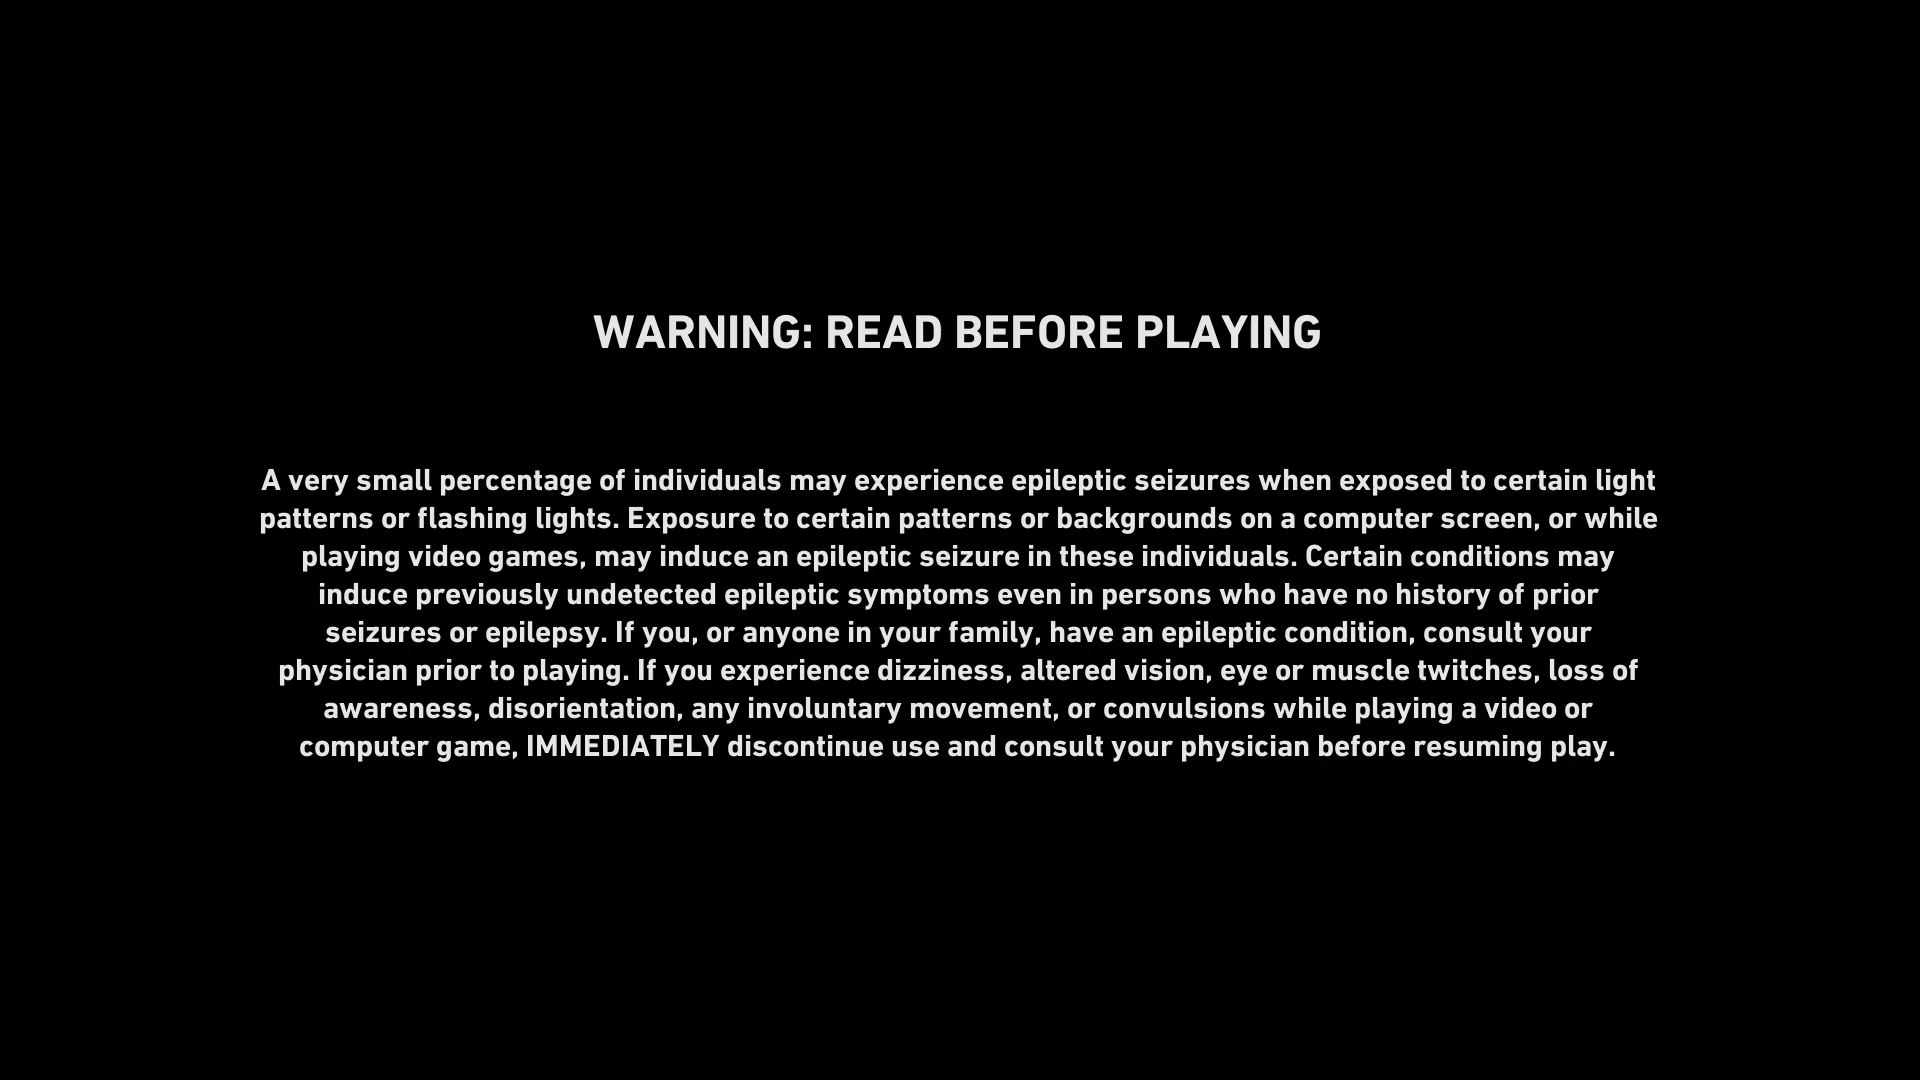 WARNING: READ BEFORE PLAYING
A very small percentage of individuals may experience epileptic seizures when exposed to certain light
patterns or flashing lights. Exposure to certain patterns or backgrounds on a computer screen, or while
playing video games, may induce an epileptic seizure in these individuals. Certain conditions may
induce previously undetected epileptic symptoms even in persons who have no history of prior
seizures or epilepsy. If you, or anyone in your family, have an epileptic condition, consult your
physician prior to playing. If you experience dizziness, altered vision, eye or muscle twitches, loss of
awareness, disorientation, any involuntary movement, or convulsions while playing a video or
computer game, IMMEDIATELY discontinue use and consult your physician before resuming play.